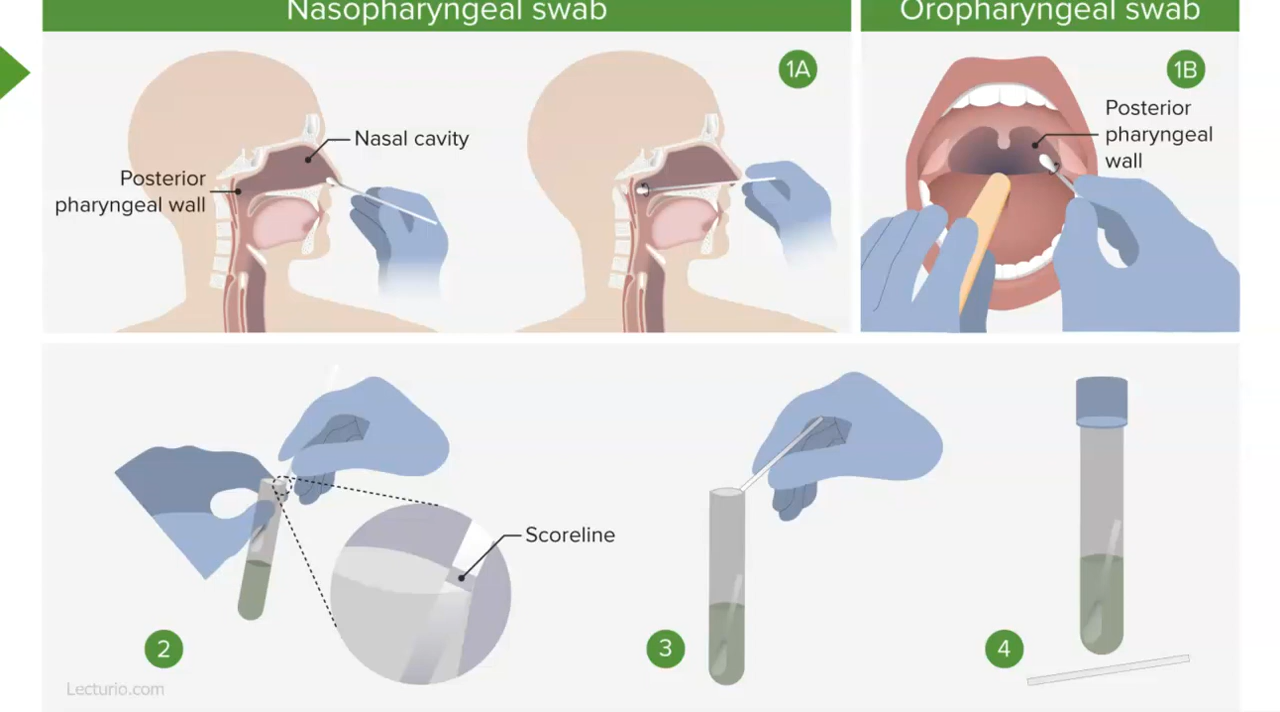 Nasopharyngeal swab
Oropharyngeal swab
1A
Nasal cavity
Posterior
pharyngeal wall
1B
Posterior
pharyngeal
wall
Scoreline
2
3
4
Lecturio.com